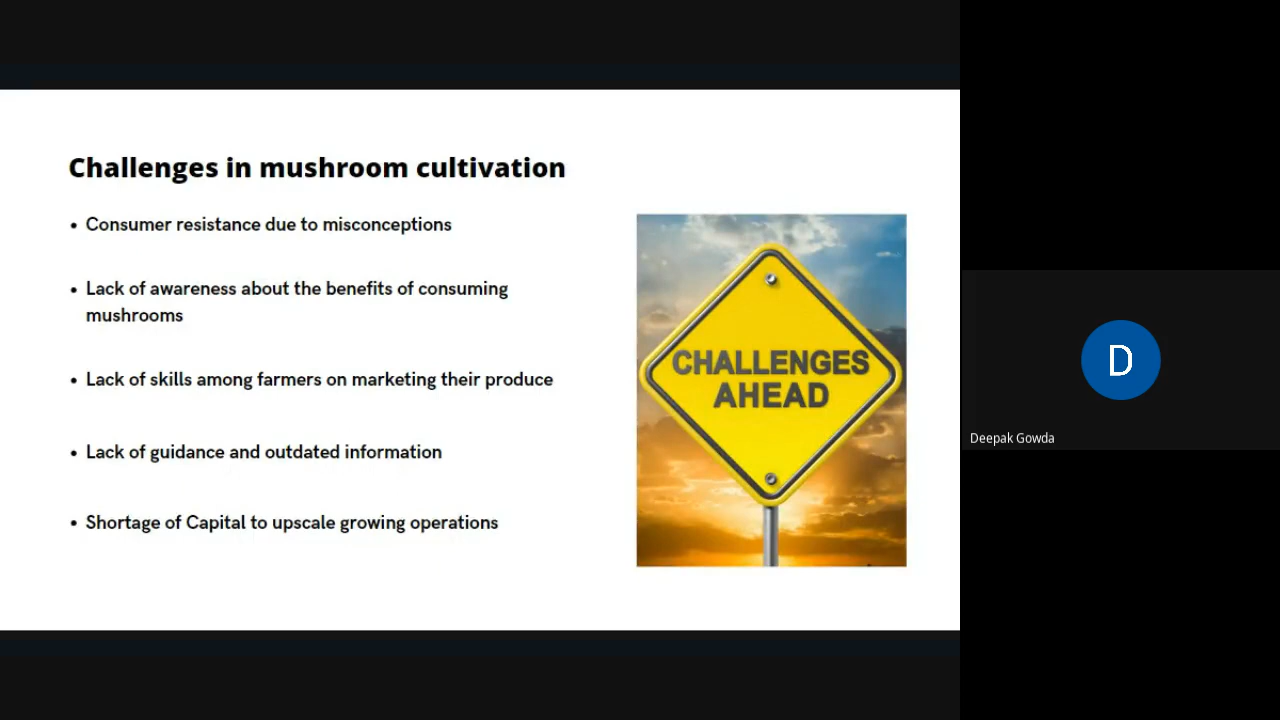 Challenges in mushroom cultivation
• Consumer resistance due to misconceptions
• Lack of awareness about the benefits of consuming
mushrooms
• Lack of skills among farmers on marketing their produce
• Lack of guidance and outdated information
• Shortage of Capital to upscale growing operations
CHALLENGES
AHEAD
D
Deepak Gowda